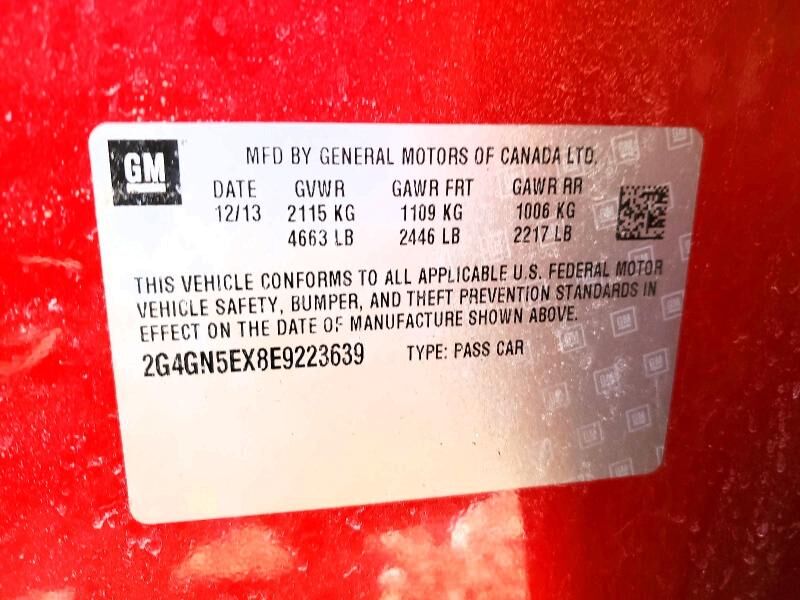 GM
MFD BY GENERAL MOTORS OF CANADA LTD.
DATE GVWR GAWR FRT GAWR RR
12/13 2115 KG 1109 KG 1006 KG
4663 LB 2446 LB 2217 LB
THIS VEHICLE CONFORMS TO ALL APPLICABLE U.S. FEDERAL MOTOR
VEHICLE SAFETY, BUMPER, AND THEFT PREVENTION STANDARDS IN
EFFECT ON THE DATE OF MANUFACTURE SHOWN ABOVE.
2G4GN5EX8E9223639 TYPE: PASS CAR